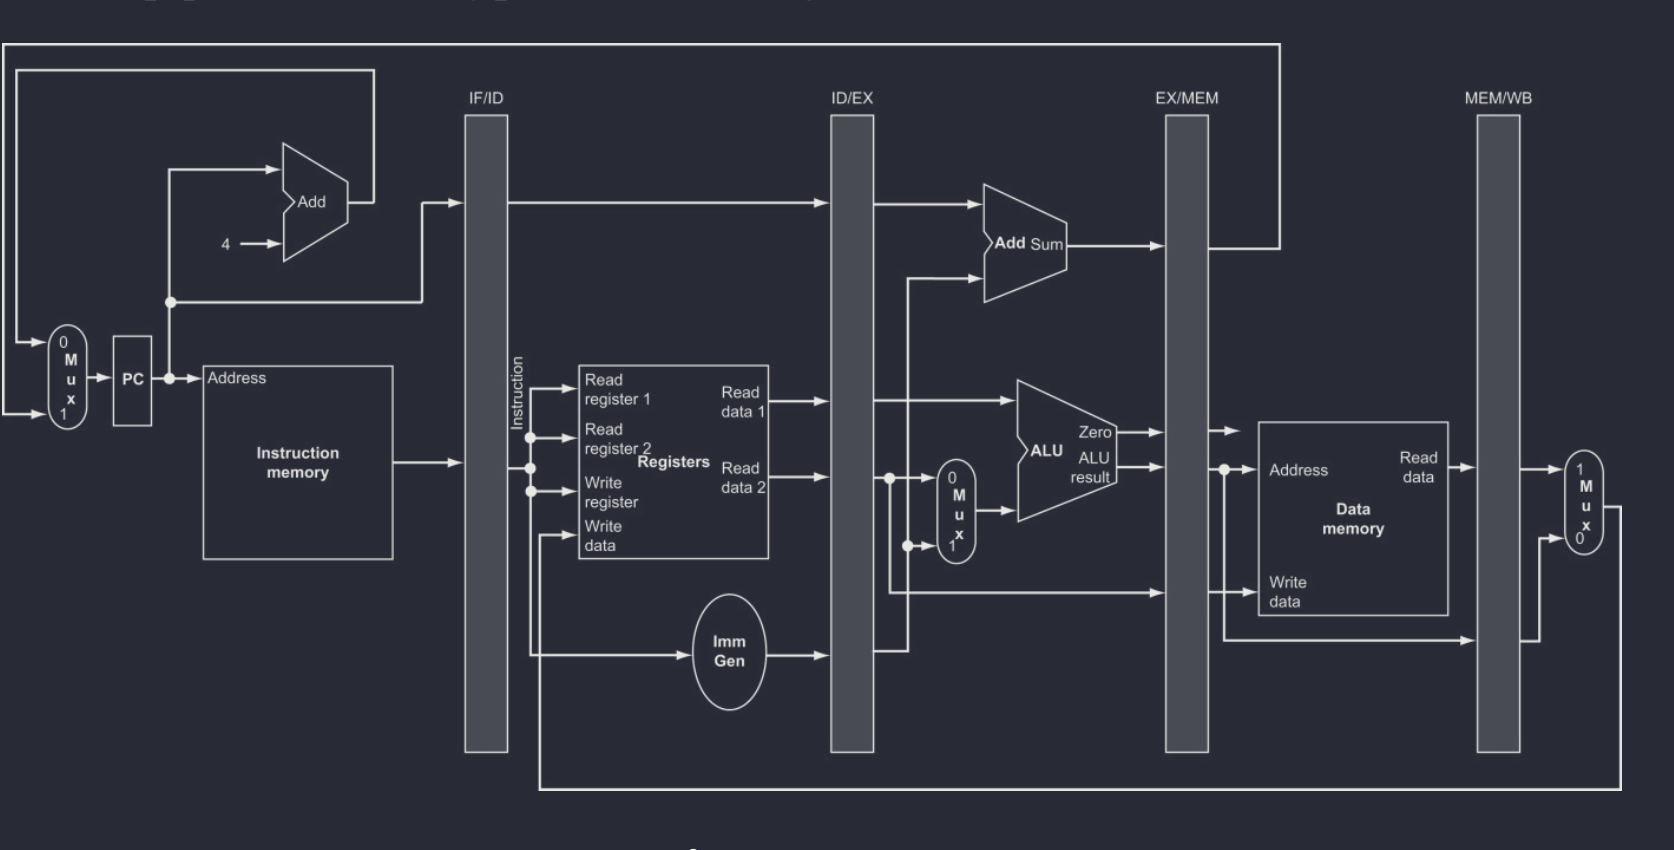 IF/ID
ID/EX
EX/MEM
MEM/WB
Add
4
Add Sum
0
M
u
x
1
PC
Address
Instruction
memory
Instruction
Read
register 1
Read
register 2
Write
register
Write
data
Registers
Read
data 1
Read
data 2
Imm
Gen
0
M
u
x
1
Zero
ALU
ALU
result
Address
Read
data
Data
memory
Write
data
1
M
u
x
0